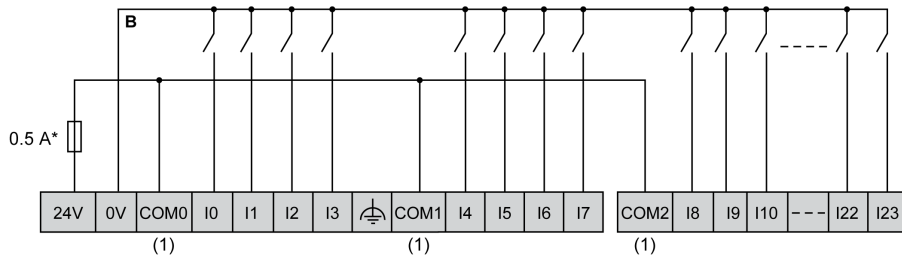 B
0.5 A*
24V 0V COM0 I0 I1 I2 I3 COM1 I4 I5 I6 I7 COM2 I8 I9 I10 I22 I23
(1) (1) (1)